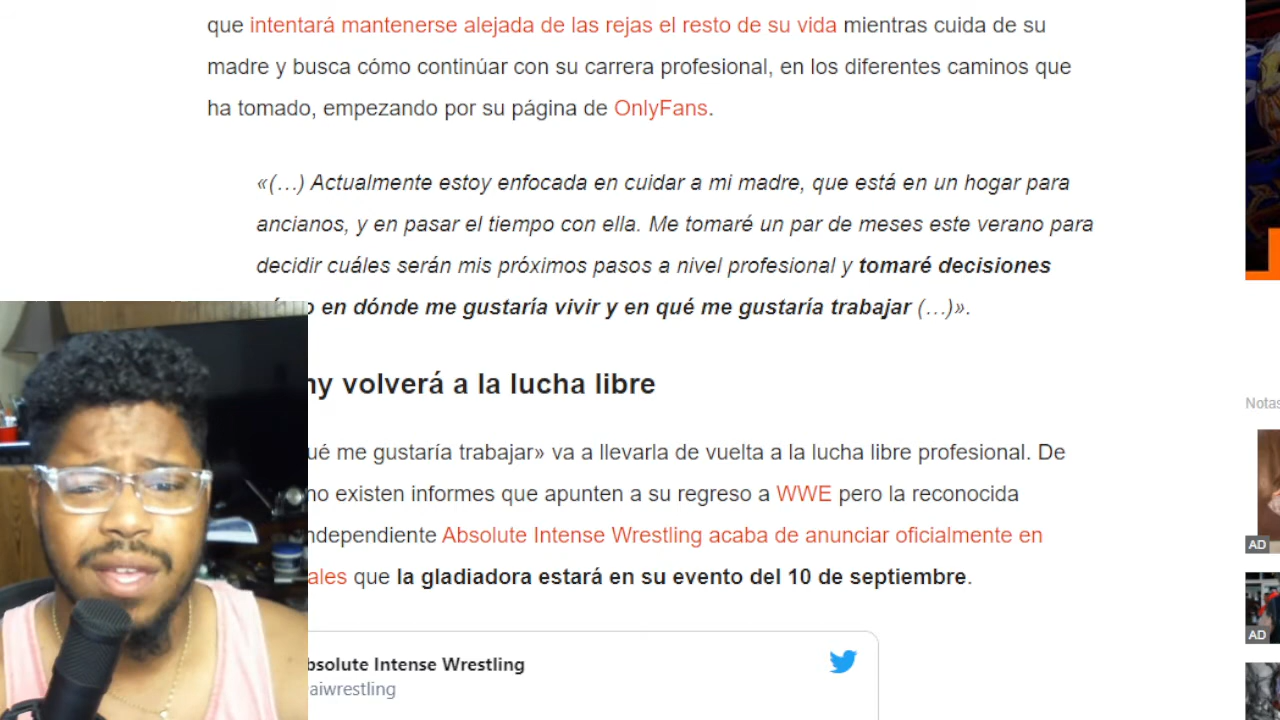 que intentará mantenerse alejada de las rejas el resto de su vida mientras cuida de su
madre y busca cómo continúar con su carrera profesional, en los diferentes caminos que
ha tomado, empezando por su página de OnlyFans.
«(…) Actualmente estoy enfocada en cuidar a mi madre, que está en un hogar para
ancianos, y en pasar el tiempo con ella. Me tomaré un par de meses este verano para
decidir cuáles serán mis próximos pasos a nivel profesional y tomaré decisiones
en dónde me gustaría vivir y en qué me gustaría trabajar (…)».
ny volverá a la lucha libre
ué me gustaría trabajar» va a llevarla de vuelta a la lucha libre profesional. De
no existen informes que apunten a su regreso a WWE pero la reconocida
ndependiente Absolute Intense Wrestling acaba de anunciar oficialmente en
ales que la gladiadora estará en su evento del 10 de septiembre.
bsolute Intense Wrestling
aiwrestling
Notas
AD
AD